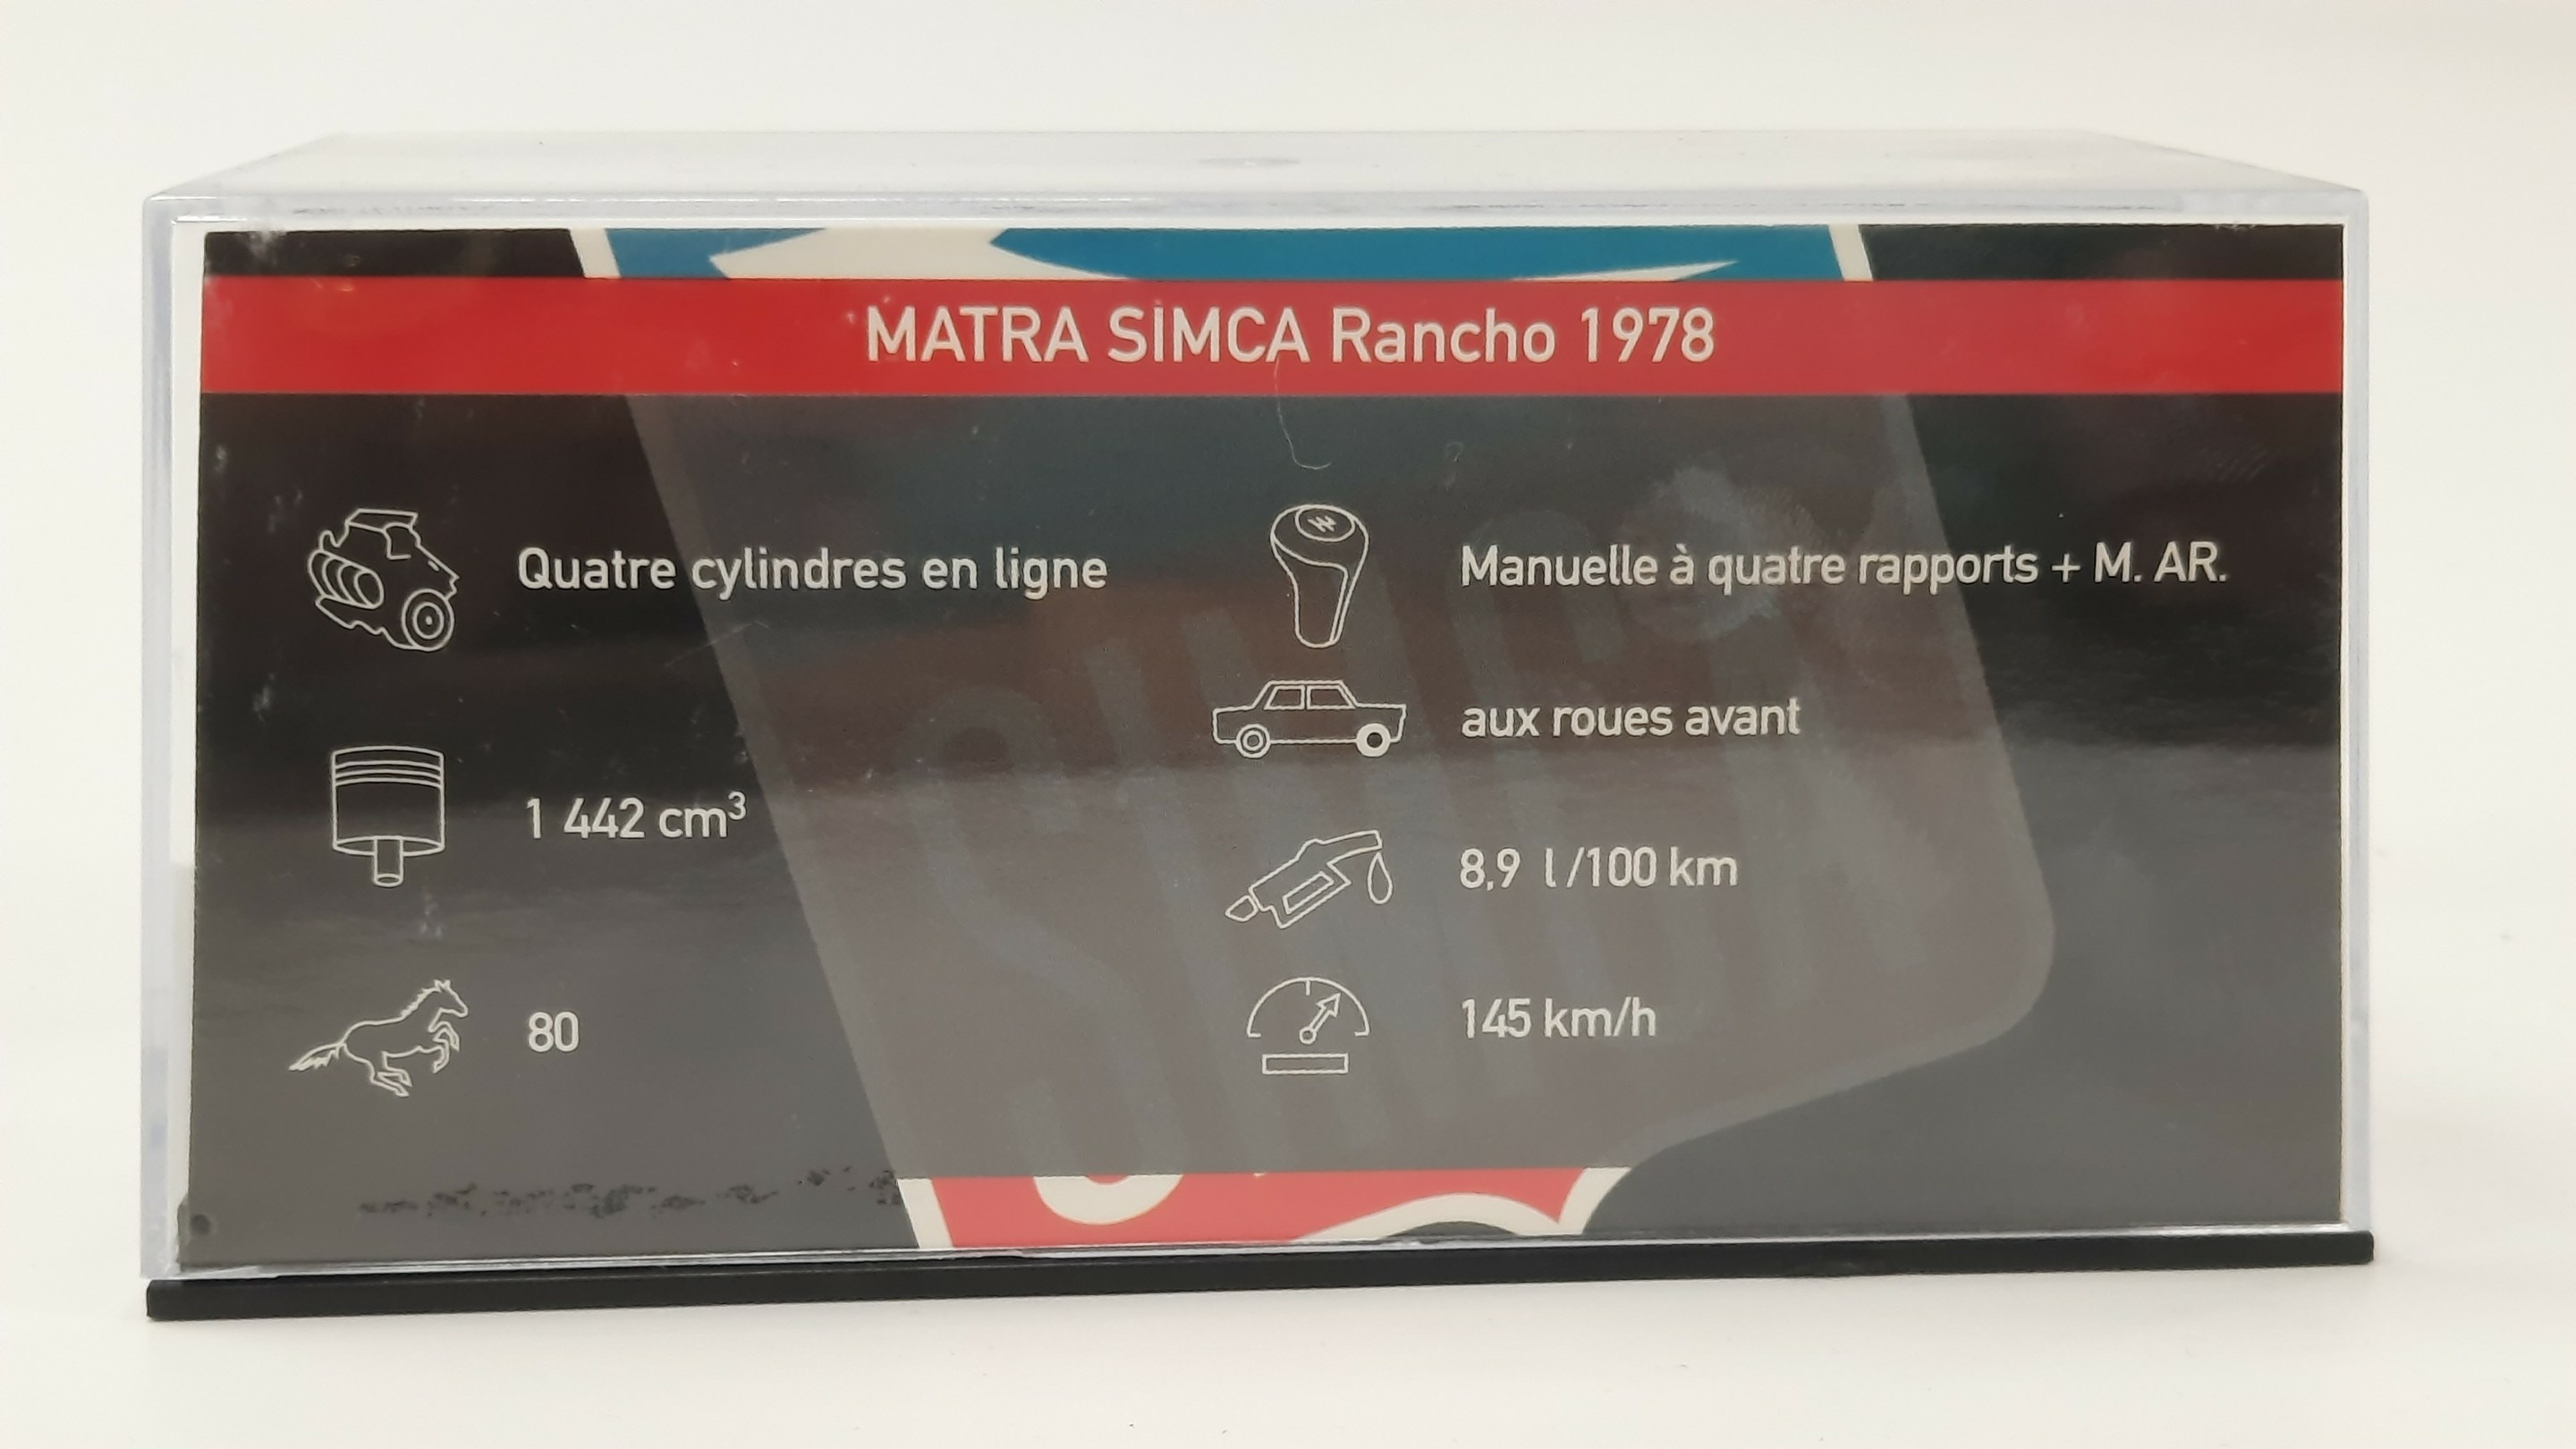 MATRA SIMCA Rancho 1978
Quatre cylindres en ligne
1 442 cm³
80
Manuelle à quatre rapports + M. AR.
aux roues avant
8,9 l /100 km
145 km/h
SIMCA